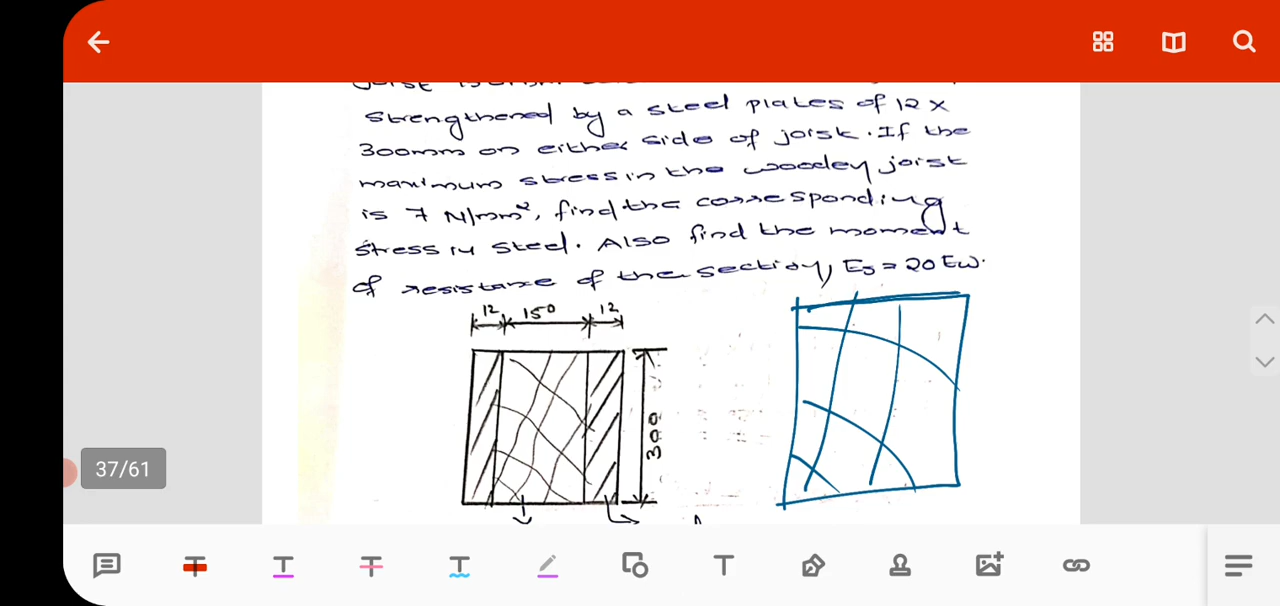 strengthened by a steel plates of 12 x
300mm on either side of joisk. If the
maximum stress in the wooden joist
is 7 N/mm², find the corresponding
stress in steel. Also find the moment
of resistance of the section, Es = 20 Ew.
12 150 12
300
37/61
T T T T T